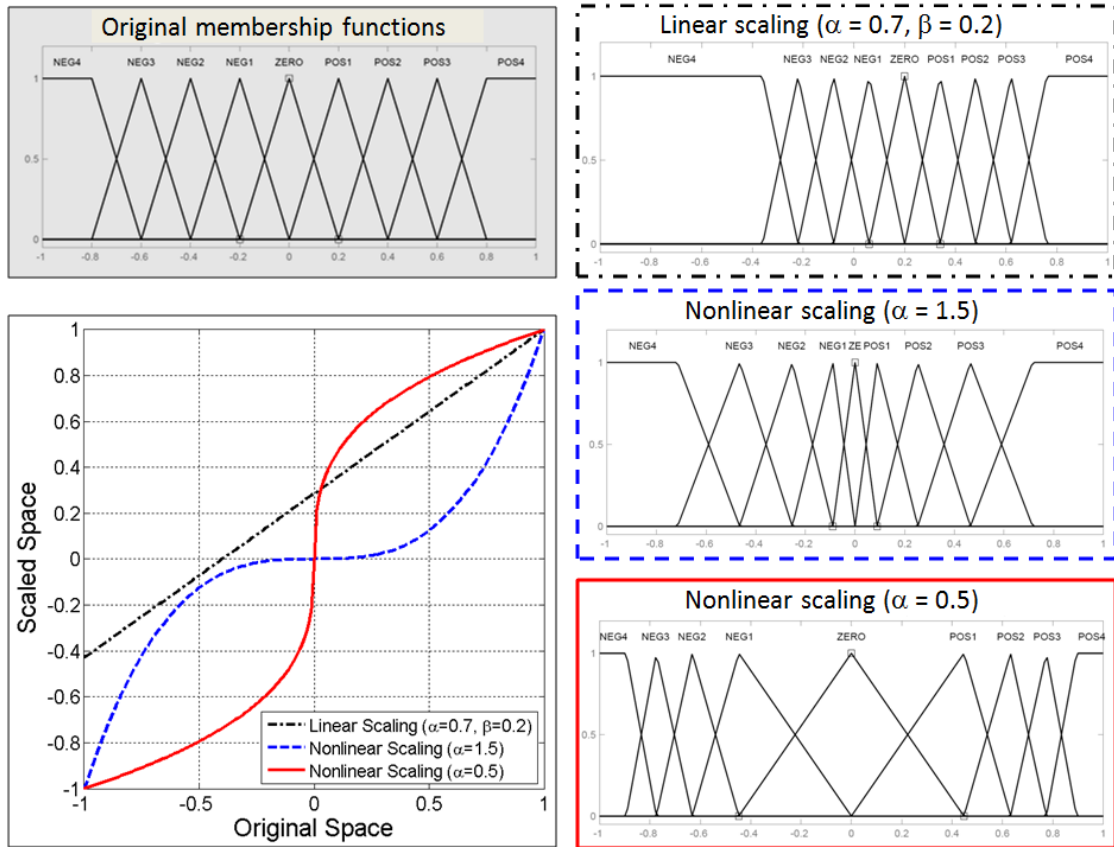 Original membership functions
NEG4 NEG3 NEG2 NEG1 ZERO POS1 POS2 POS3 POS4
1
0.5
0
-1 -0.8 -0.6 -0.4 -0.2 0 0.2 0.4 0.6 0.8 1
Linear scaling (α = 0.7, β = 0.2)
NEG4 NEG3 NEG2 NEG1 ZERO POS1 POS2 POS3 POS4
1
0.5
0
-1 -0.8 -0.6 -0.4 -0.2 0 0.2 0.4 0.6 0.8 1
Nonlinear scaling (α = 1.5)
NEG4 NEG3 NEG2 NEG1 ZE POS1 POS2 POS3 POS4
1
0.5
0
-1 -0.8 -0.6 -0.4 -0.2 0 0.2 0.4 0.6 0.8 1
Nonlinear scaling (α = 0.5)
NEG4 NEG3 NEG2 NEG1 ZERO POS1 POS2 POS3 POS4
1
0.5
0
-1 -0.8 -0.6 -0.4 -0.2 0 0.2 0.4 0.6 0.8 1
Scaled Space
1
0.8
0.6
0.4
0.2
0
-0.2
-0.4
-0.6
-0.8
-1
Linear Scaling (α=0.7, β=0.2)
Nonlinear Scaling (α=1.5)
Nonlinear Scaling (α=0.5)
-1 -0.5 0 0.5 1
Original Space